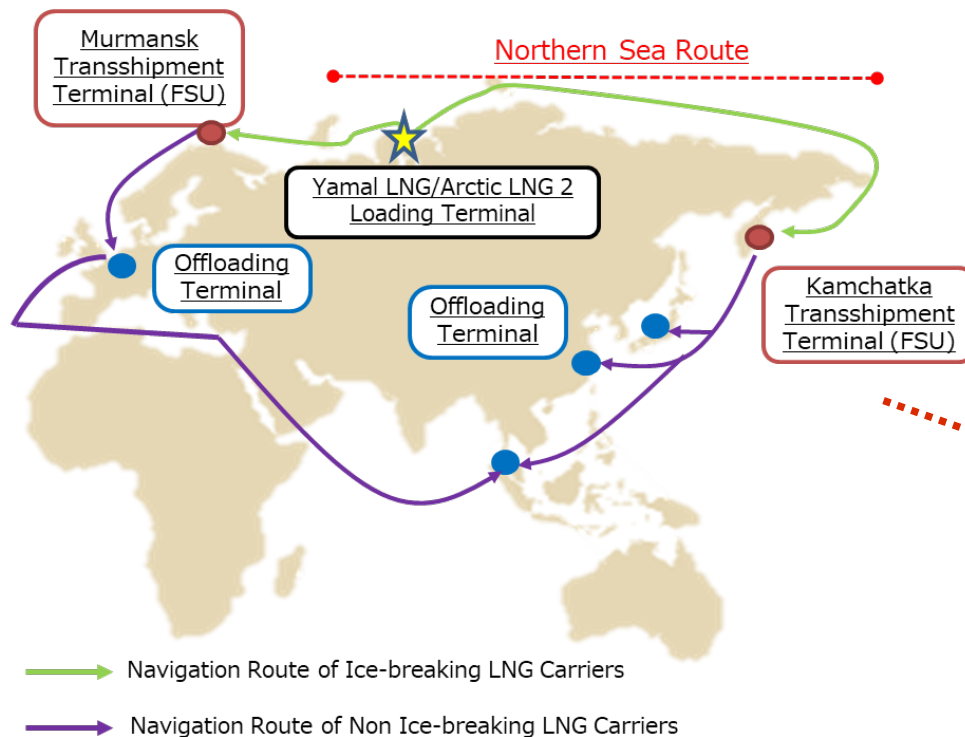 Murmansk
Transshipment
Terminal (FSU)
Northern Sea Route
Yamal LNG/Arctic LNG 2
Loading Terminal
Offloading
Terminal
Offloading
Terminal
Kamchatka
Transshipment
Terminal (FSU)
Navigation Route of Ice-breaking LNG Carriers
Navigation Route of Non Ice-breaking LNG Carriers